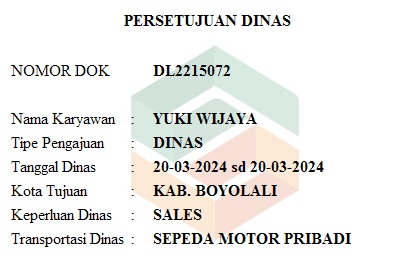 PERSETUJUAN DINAS
NOMOR DOK DL2215072
Nama Karyawan : YUKI WIJAYA
Tipe Pengajuan : DINAS
Tanggal Dinas : 20-03-2024 sd 20-03-2024
Kota Tujuan : KAB. BOYOLALI
Keperluan Dinas : SALES
Transportasi Dinas : SEPEDA MOTOR PRIBADI